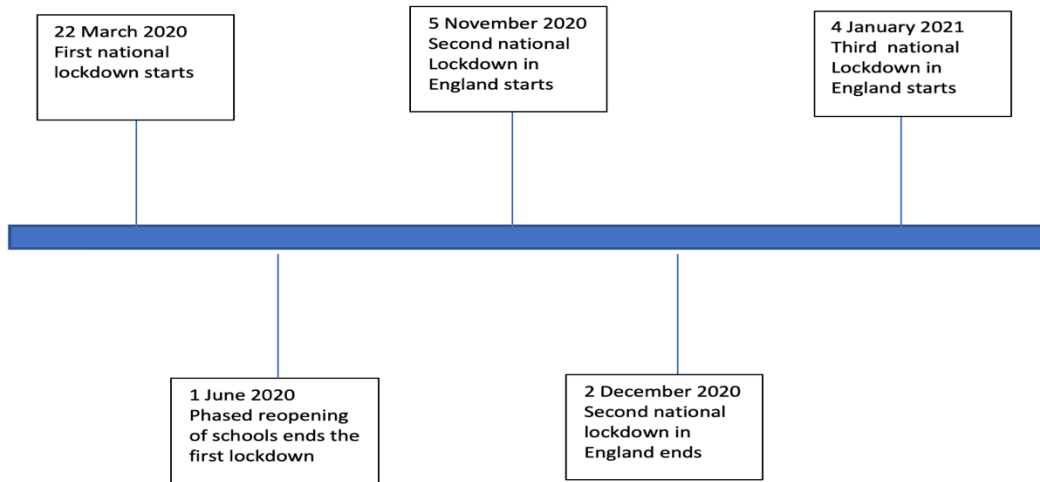 22 March 2020
First national
lockdown starts
5 November 2020
Second national
Lockdown in
England starts
4 January 2021
Third  national
Lockdown in
England starts
1 June 2020
Phased reopening
of schools ends the
first lockdown
2 December 2020
Second national
lockdown in
England ends